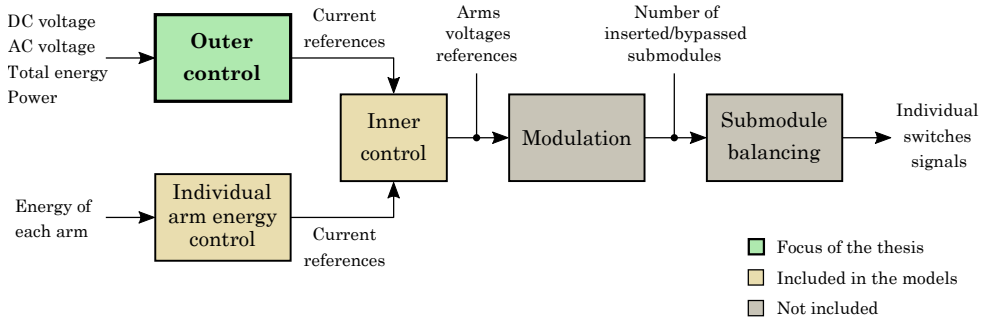 DC voltage
AC voltage
Total energy
Power
Outer
control
Current
references
Arms
voltages
references
Number of
inserted/bypassed
submodules
Inner
control
Modulation
Submodule
balancing
Individual
switches
signals
Energy of
each arm
Individual
arm energy
control
Current
references
Focus of the thesis
Included in the models
Not included